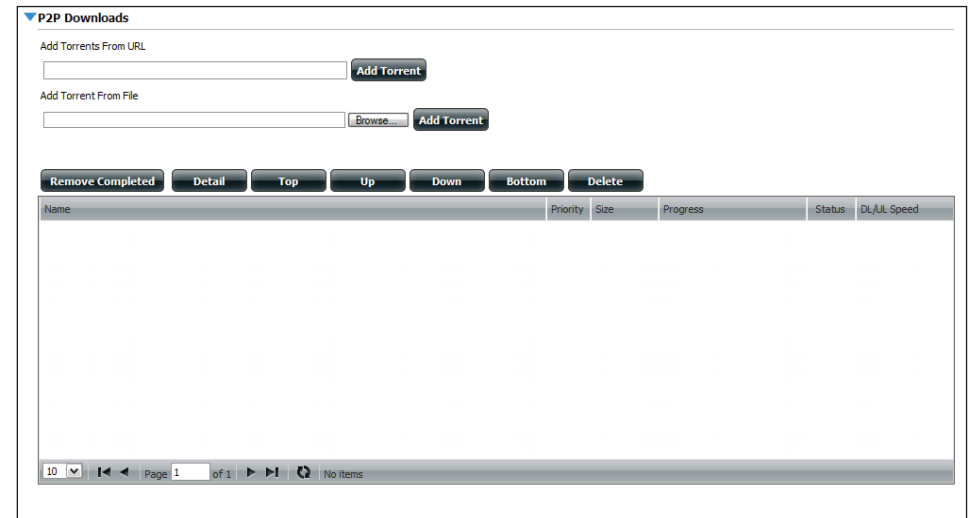 P2P Downloads
Add Torrents From URL
Add Torrent
Add Torrent From File
Browse... Add Torrent
Remove Completed Detail Top Up Down Bottom Delete
Name Priority Size Progress Status DL/UL Speed
10 Page 1 of 1 No items